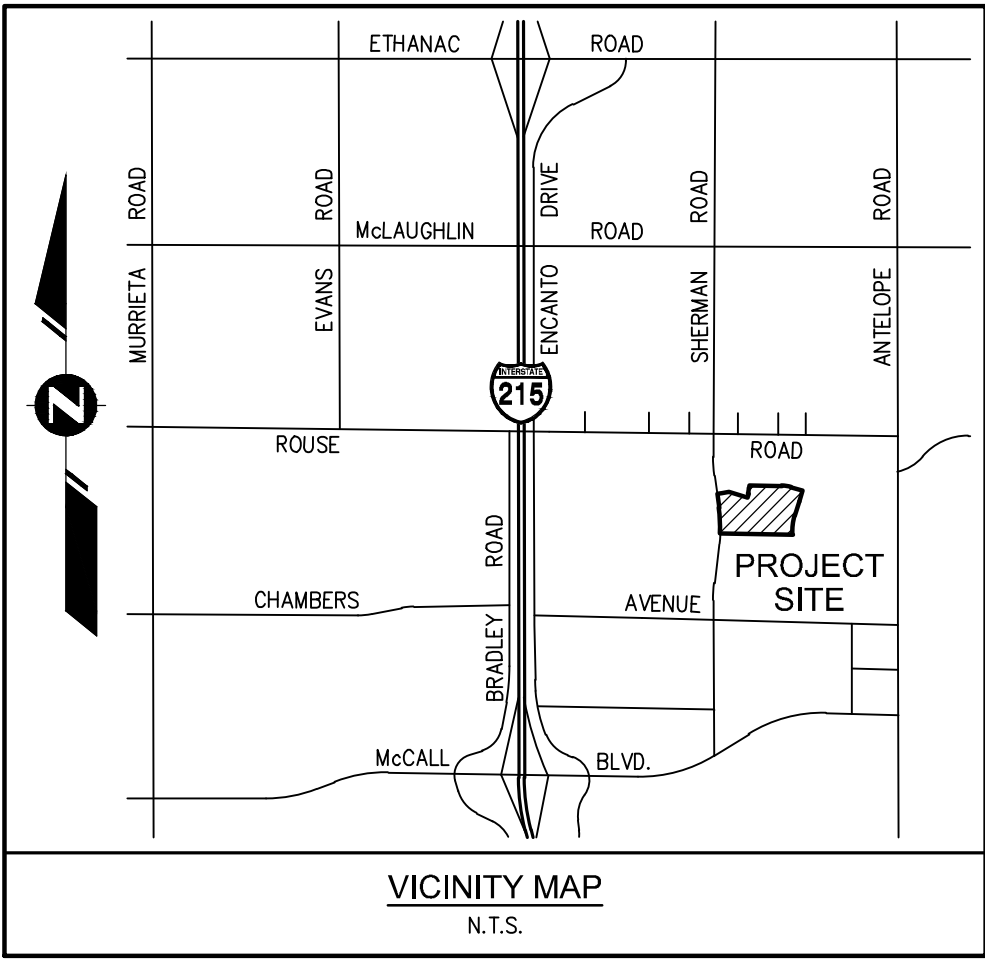 ETHANAC ROAD
MURRIETA ROAD
EVANS ROAD
ENCANTO DRIVE
SHERMAN ROAD
ANTELOPE ROAD
McLAUGHLIN ROAD
INTERSTATE
215
N
ROUSE ROAD
BRADLEY ROAD
PROJECT
SITE
CHAMBERS AVENUE
McCALL BLVD.
VICINITY MAP
N.T.S.